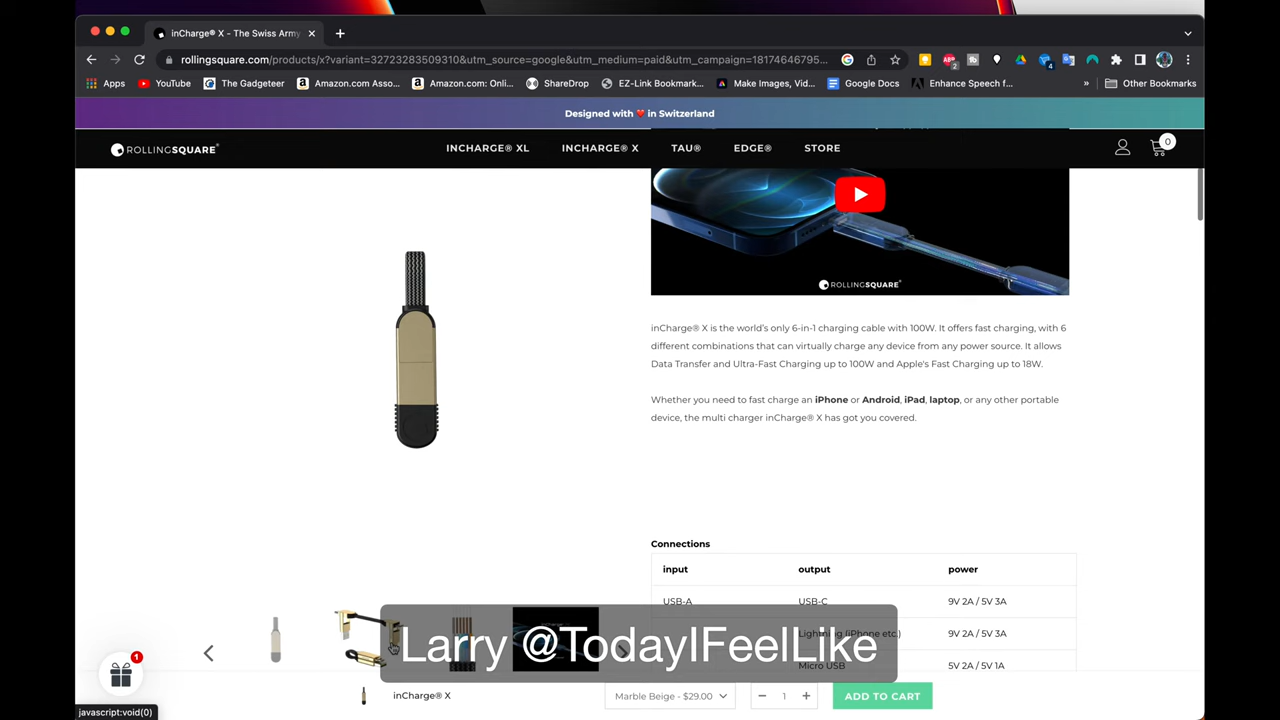 inCharge® X - The Swiss Army
rollingsquare.com/products/x?variant=32723283509310&utm_source=google&utm_medium=paid&utm_campaign=18174646795...
Apps
YouTube
The Gadgeteer
Amazon.com Asso...
Amazon.com: Onli...
ShareDrop
EZ-Link Bookmark...
Make Images, Vid...
Google Docs
Enhance Speech f...
»
Other Bookmarks
Designed with ❤️ in Switzerland
ROLLINGSQUARE®
INCHARGE® XL
INCHARGE® X
TAU®
EDGE®
STORE
0
ROLLINGSQUARE®
inCharge® X is the world's only 6-in-1 charging cable with 100W. It offers fast charging, with 6
different combinations that can virtually charge any device from any power source. It allows
Data Transfer and Ultra-Fast Charging up to 100W and Apple's Fast Charging up to 18W.
Whether you need to fast charge an iPhone or Android, iPad, laptop, or any other portable
device, the multi charger inCharge® X has got you covered.
Connections
input output power
USB-A USB-C 9V 2A / 5V 3A
Lightning (iPhone etc.) 9V 2A / 5V 3A
Micro USB 5V 2A / 5V 1A
Larry @TodayIFeelLike
1
inCharge® X
Marble Beige - $29.00
− 1 +
ADD TO CART
javascript:void(0)